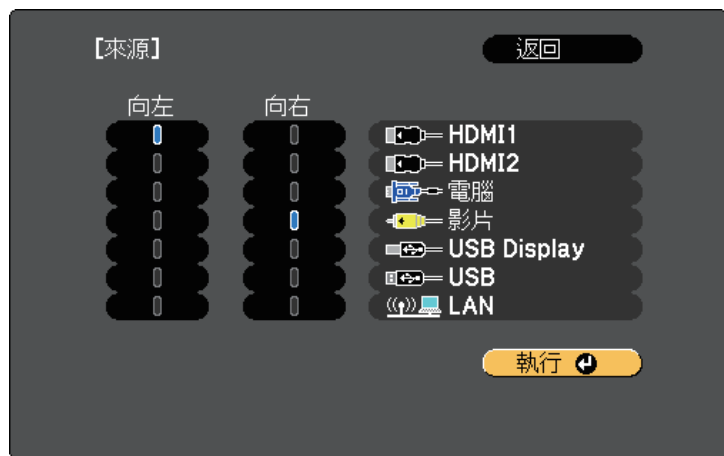 [來源]
返回
向左 向右
HDMI1
HDMI2
電腦
影片
USB Display
USB
LAN
執行